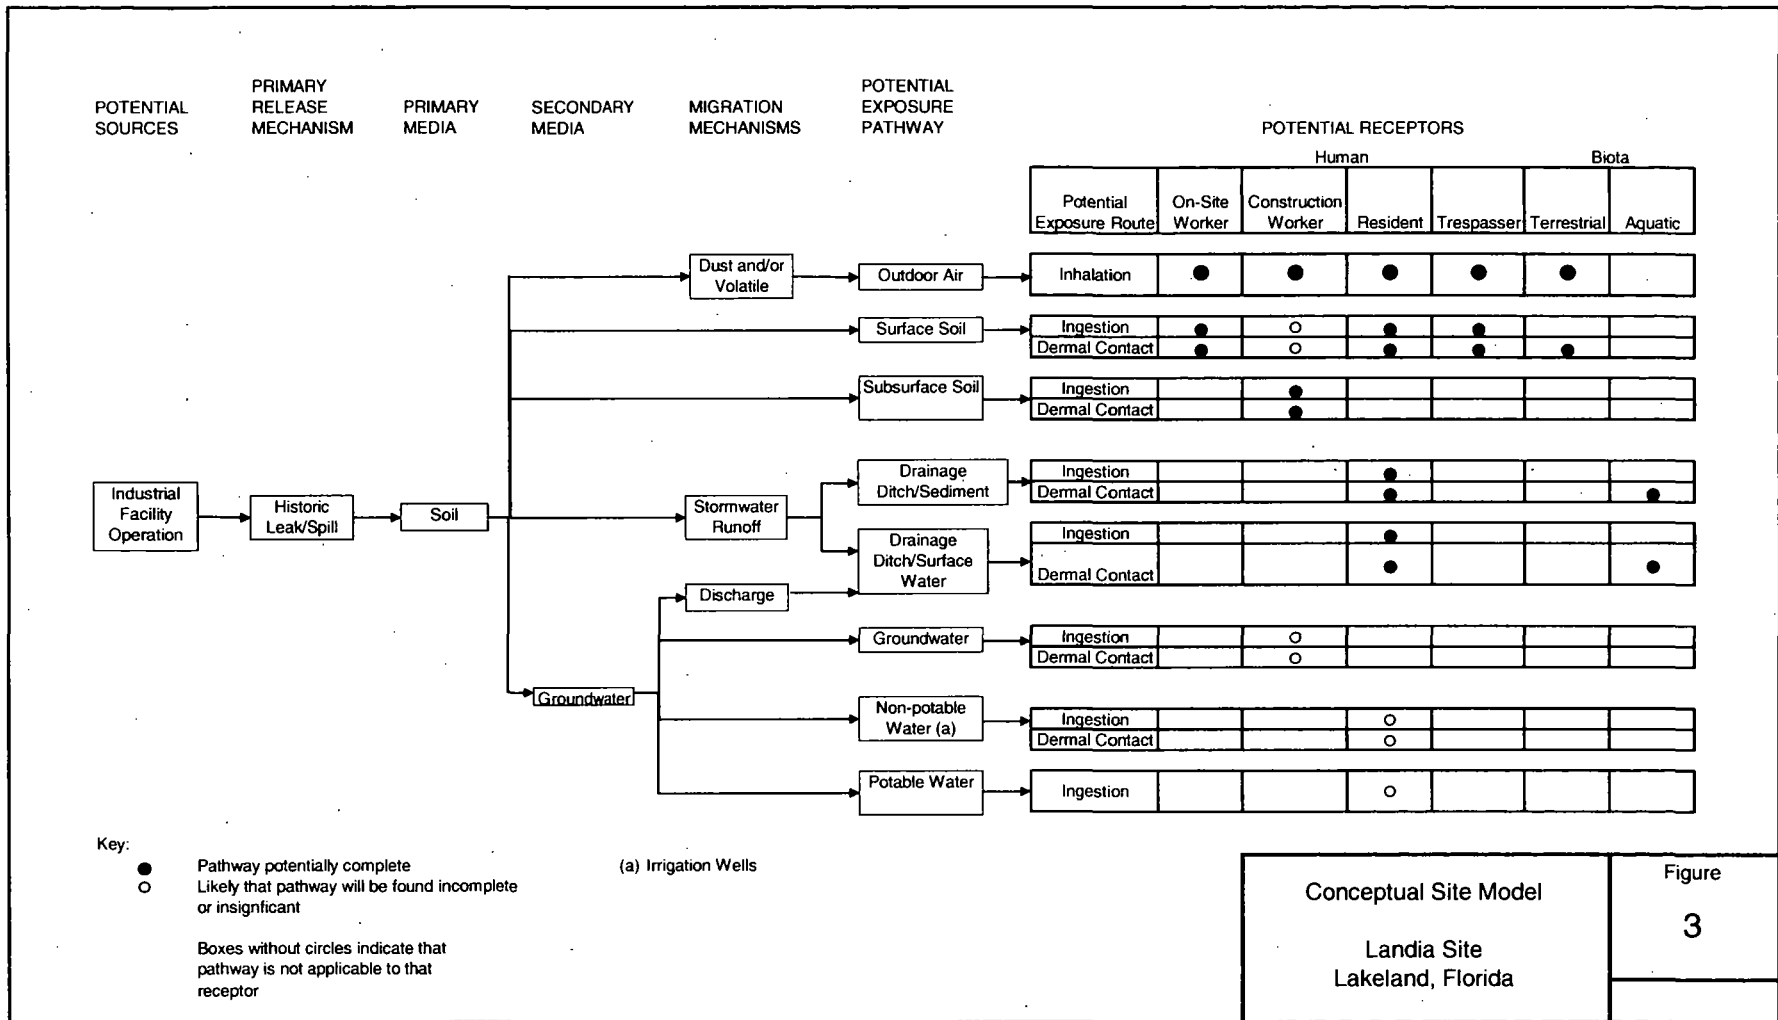 POTENTIAL
SOURCES
PRIMARY
RELEASE
MECHANISM
PRIMARY
MEDIA
SECONDARY
MEDIA
MIGRATION
MECHANISMS
POTENTIAL
EXPOSURE
PATHWAY
POTENTIAL RECEPTORS
Human
Biota
Potential
Exposure Route
On-Site
Worker
Construction
Worker
Resident
Trespasser
Terrestrial
Aquatic
Dust and/or
Volatile
Outdoor Air
Inhalation
Surface Soil
Ingestion
Dermal Contact
Subsurface Soil
Ingestion
Dermal Contact
Industrial
Facility
Operation
Historic
Leak/Spill
Soil
Stormwater
Runoff
Drainage
Ditch/Sediment
Ingestion
Dermal Contact
Drainage
Ditch/Surface
Water
Ingestion
Dermal Contact
Discharge
Groundwater
Ingestion
Dermal Contact
Groundwater
Non-potable
Water (a)
Ingestion
Dermal Contact
Potable Water
Ingestion
Key:
Pathway potentially complete
Likely that pathway will be found incomplete
or insignficant
Boxes without circles indicate that
pathway is not applicable to that
receptor
(a) Irrigation Wells
Conceptual Site Model
Landia Site
Lakeland, Florida
Figure
3